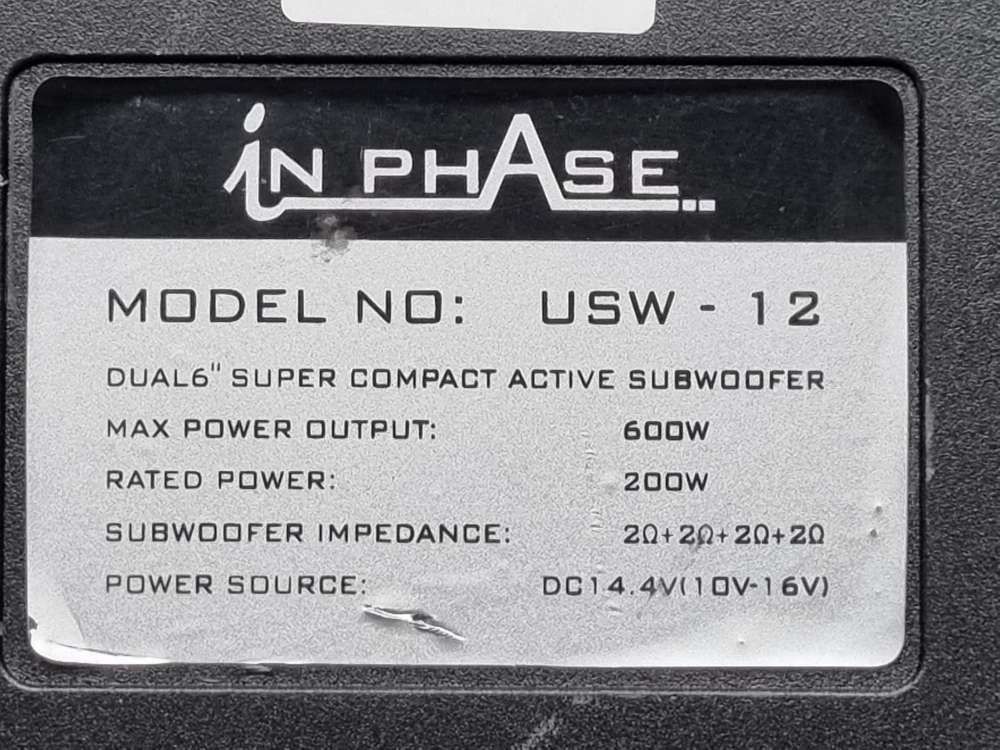 iN PHASE
MODEL NO: USW - 12
DUAL6" SUPER COMPACT ACTIVE SUBWOOFER
MAX POWER OUTPUT: 600W
RATED POWER: 200W
SUBWOOFER IMPEDANCE: 2Ω+2Ω+2Ω+2Ω
POWER SOURCE: DC14.4V(10V-16V)